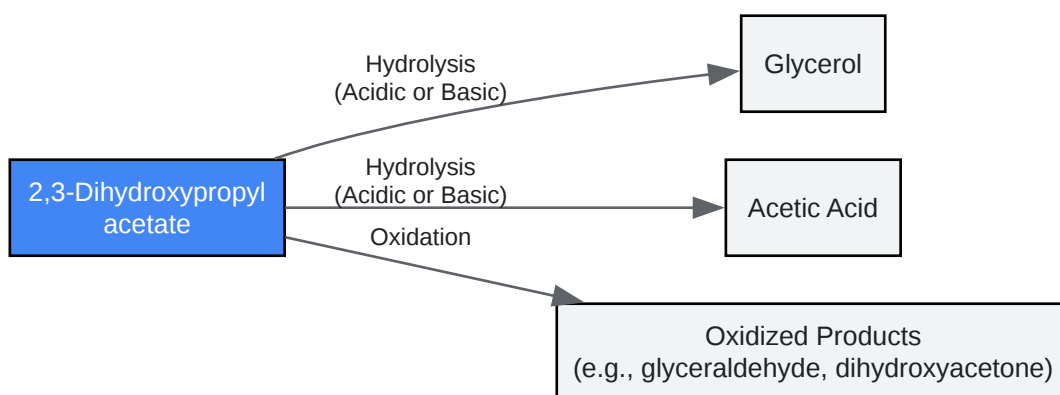 Hydrolysis
(Acidic or Basic)
Glycerol
2,3-Dihydroxypropyl
acetate
Hydrolysis
(Acidic or Basic)
Acetic Acid
Oxidation
Oxidized Products
(e.g., glyceraldehyde, dihydroxyacetone)